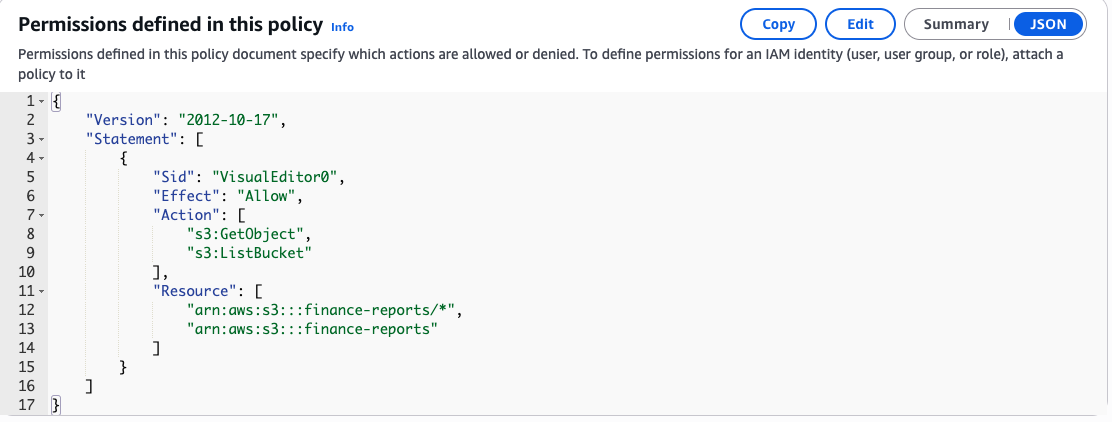 Permissions defined in this policy Info
Copy
Edit
Summary
JSON
Permissions defined in this policy document specify which actions are allowed or denied. To define permissions for an IAM identity (user, user group, or role), attach a
policy to it
1 {
2     "Version": "2012-10-17",
3     "Statement": [
4         {
5             "Sid": "VisualEditor0",
6             "Effect": "Allow",
7             "Action": [
8                 "s3:GetObject",
9                 "s3:ListBucket"
10             ],
11             "Resource": [
12                 "arn:aws:s3:::finance-reports/*",
13                 "arn:aws:s3:::finance-reports"
14             ]
15         }
16     ]
17 }